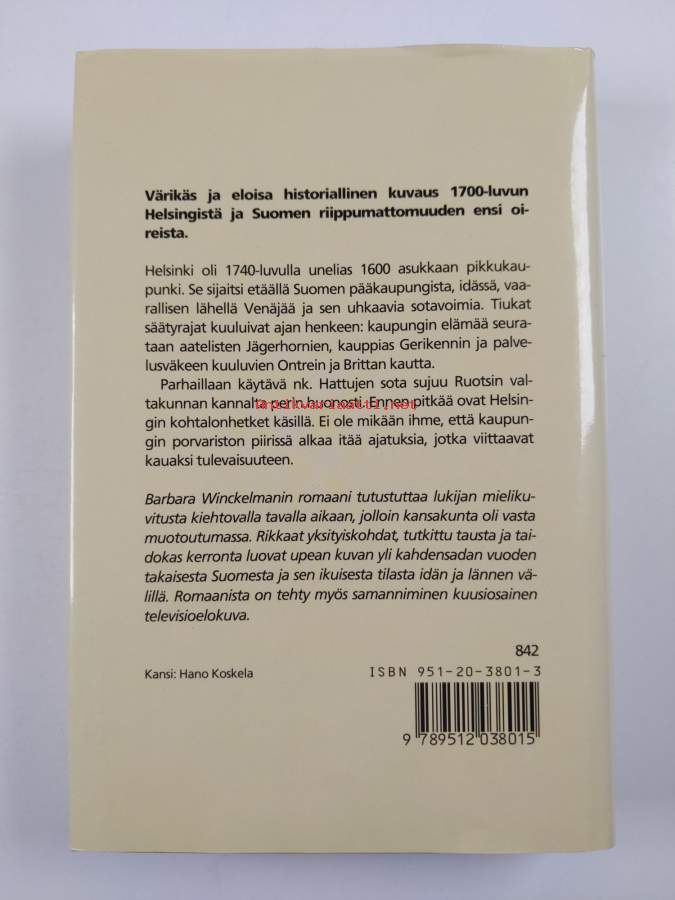 Värikäs ja eloisa historiallinen kuvaus 1700-luvun
Helsingistä ja Suomen riippumattomuuden ensi oi-
reista.
Helsinki oli 1740-luvulla unelias 1600 asukkaan pikkukau-
punki. Se sijaitsi etäällä Suomen pääkaupungista, idässä, vaa-
rallisen lähellä Venäjää ja sen uhkaavia sotavoimia. Tiukat
säätyrajat kuuluivat ajan henkeen: kaupungin elämää seura-
taan aatelisten Jägerhornien, kauppias Gerikennin ja palve-
lusväkeen kuuluvien Ontrein ja Brittan kautta.
Parhaillaan käytävä nk. Hattujen sota sujuu Ruotsin val-
takunnan kannalta perin huonosti. Ennen pitkää ovat Helsin-
antikvariaatti.net
gin kohtalonhetket käsillä. Ei ole mikään ihme, että kaupun-
gin porvariston piirissä alkaa itää ajatuksia, jotka viittaavat
kauaksi tulevaisuuteen.
Barbara Winckelmanin romaani tutustuttaa lukijan mieliku-
vitusta kiehtovalla tavalla aikaan, jolloin kansakunta oli vasta
muotoutumassa. Rikkaat yksityiskohdat, tutkittu tausta ja tai-
dokas kerronta luovat upean kuvan yli kahdensadan vuoden
takaisesta Suomesta ja sen ikuisesta tilasta idän ja lännen vä-
lillä. Romaanista on tehty myös samanniminen kuusiosainen
televisioelokuva.
842
Kansi: Hano Koskela
ISBN 951-20-3801-3
9 789512 038015